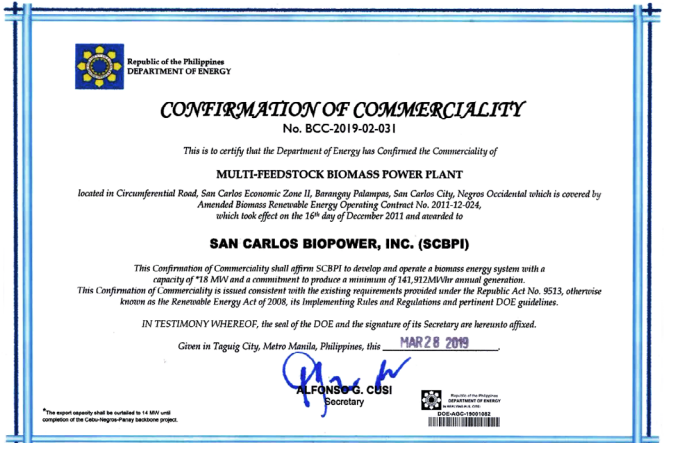 Republic of the Philippines
DEPARTMENT OF ENERGY
CONFIRMATION OF COMMERCIALITY
No. BCC-2019-02-031
This is to certify that the Department of Energy has Confirmed the Commerciality of
MULTI-FEEDSTOCK BIOMASS POWER PLANT
located in Circumferential Road, San Carlos Economic Zone II, Barangay Palampas, San Carlos City, Negros Occidental which is covered by
Amended Biomass Renewable Energy Operating Contract No. 2011-12-024,
which took effect on the 16th day of December 2011 and awarded to
SAN CARLOS BIOPOWER, INC. (SCBPI)
This Confirmation of Commerciality shall affirm SCBPI to develop and operate a biomass energy system with a
capacity of *18 MW and a commitment to produce a minimum of 141,912MWhr annual generation.
This Confirmation of Commerciality is issued consistent with the existing requirements provided under the Republic Act No. 9513, otherwise
known as the Renewable Energy Act of 2008, its Implementing Rules and Regulations and pertinent DOE guidelines.
IN TESTIMONY WHEREOF, the seal of the DOE and the signature of its Secretary are hereunto affixed.
Given in Taguig City, Metro Manila, Philippines, this MAR 28 2019.
ALFONSO G. CUSI
Secretary
*The export capacity shall be curtailed to 14 MW until
completion of the Cebu-Negros-Panay backbone project.
Republic of the Philippines
DEPARTMENT OF ENERGY
DOE-AGC-19001082